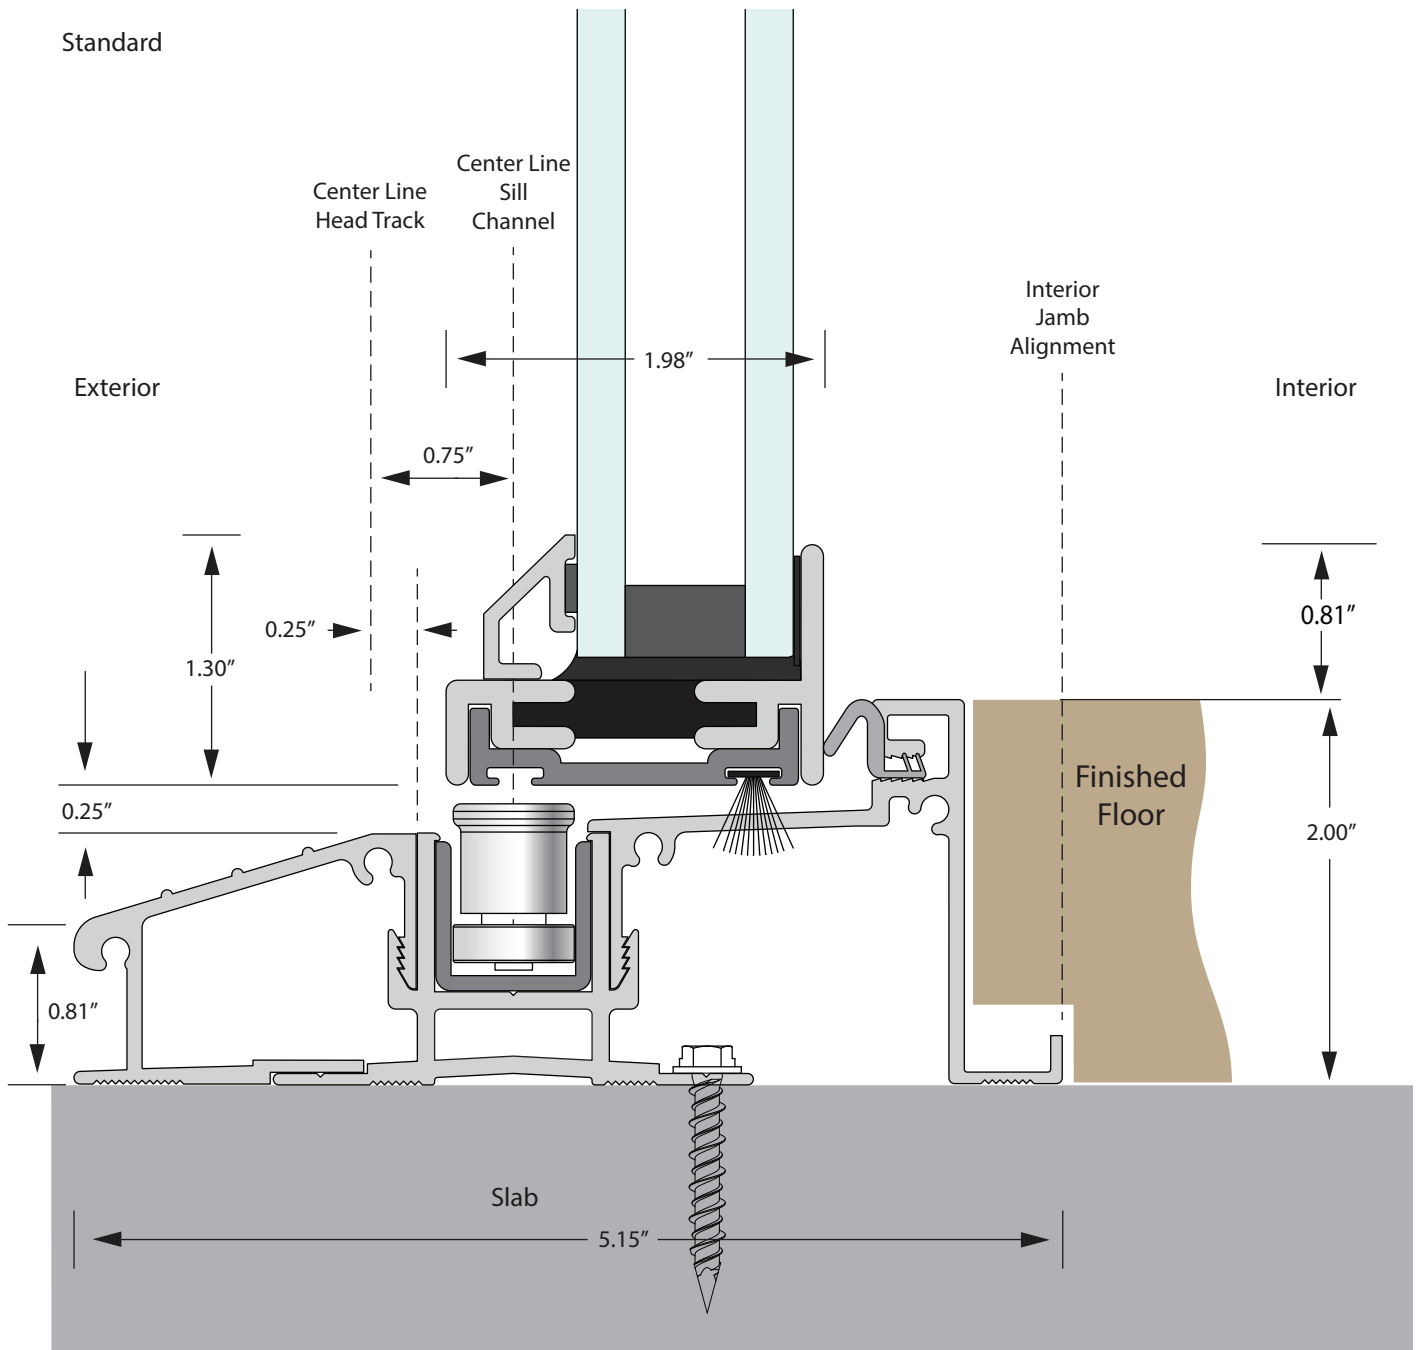 Standard
Center Line
Head Track
Center Line
Sill
Channel
Interior
Jamb
Alignment
1.98”
Exterior
Interior
0.75”
0.25”
1.30”
0.81”
0.25”
Finished
Floor
2.00”
0.81”
Slab
5.15”